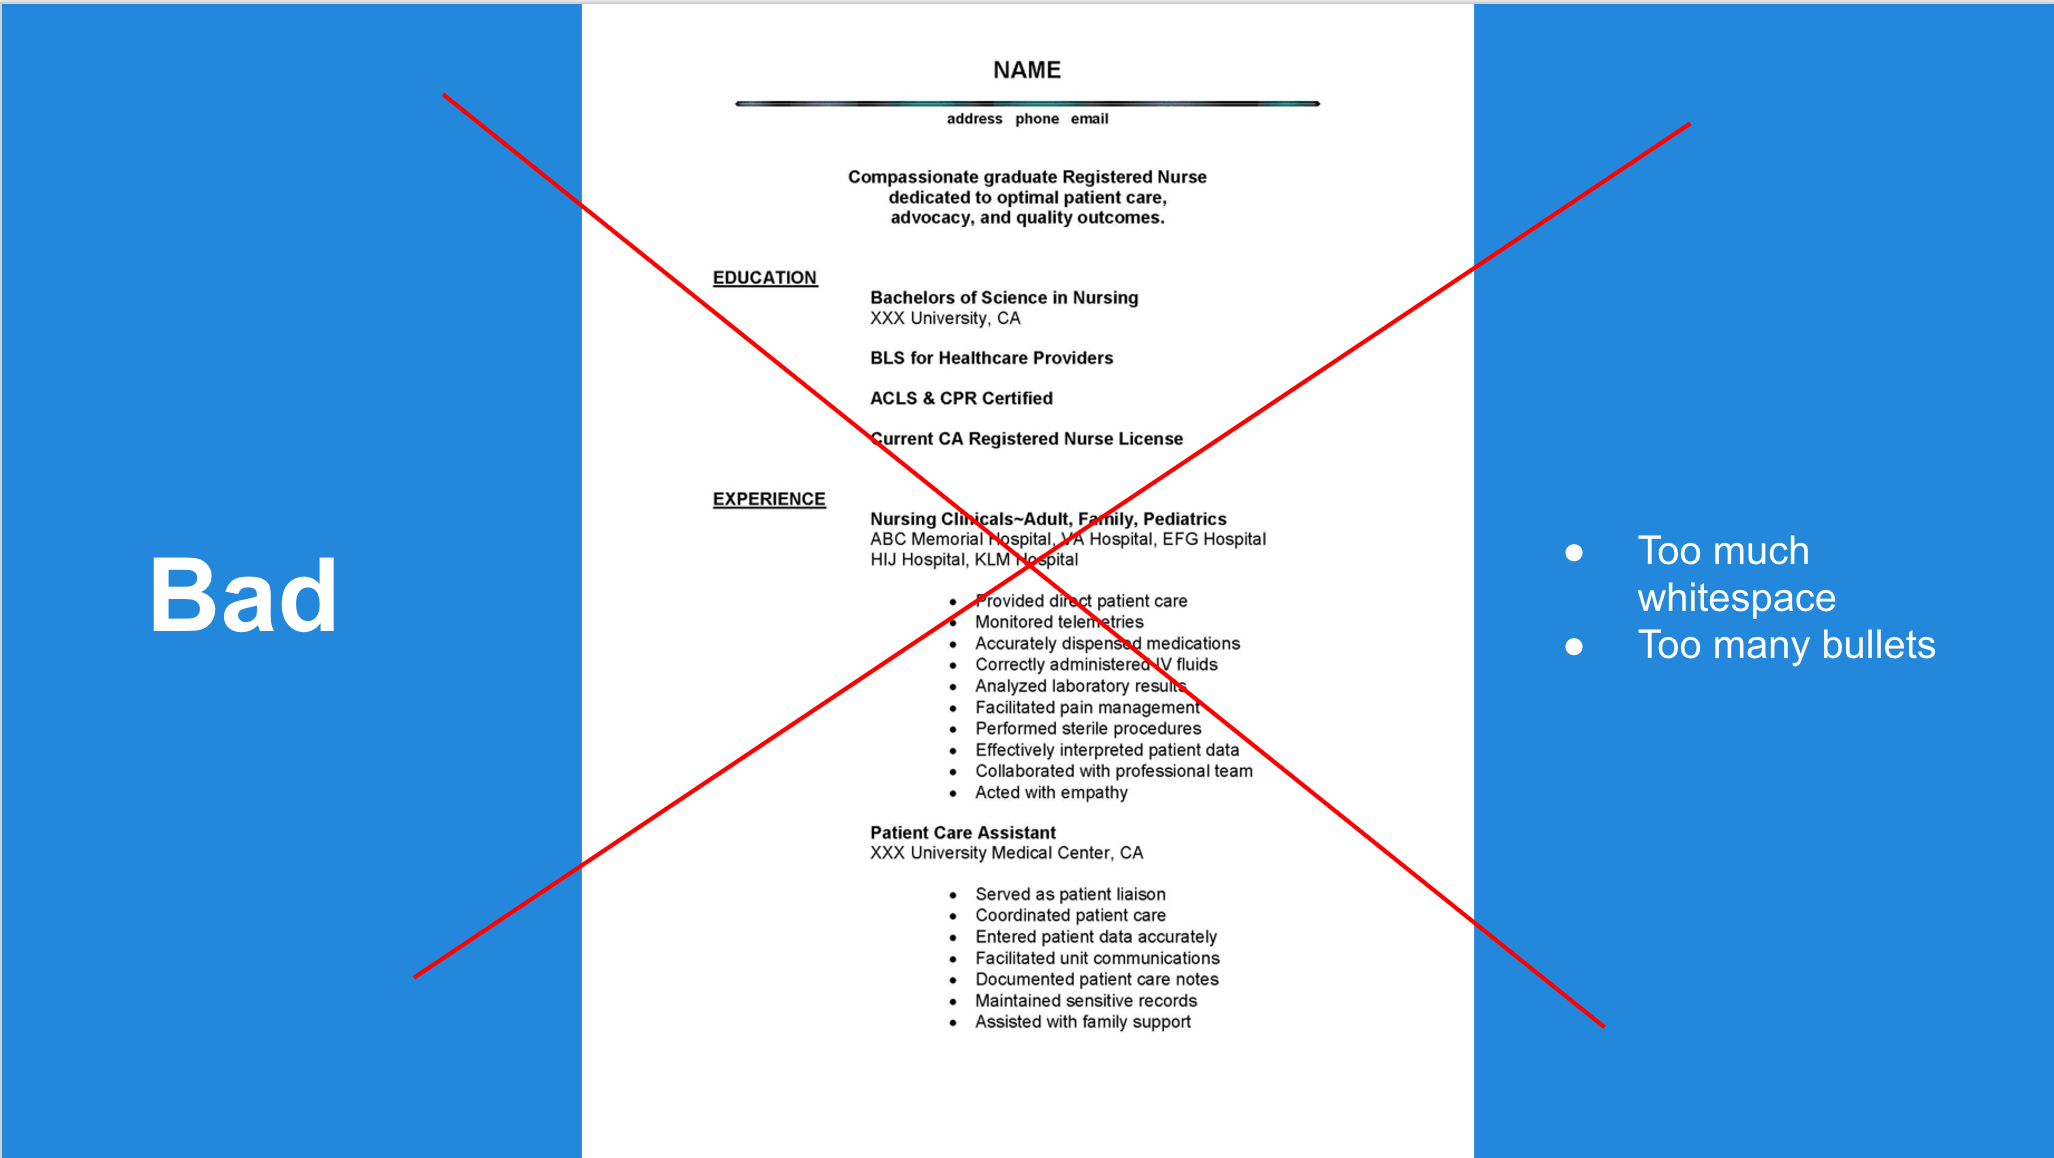 Bad
NAME
address phone email
Compassionate graduate Registered Nurse
dedicated to optimal patient care,
advocacy, and quality outcomes.
EDUCATION
Bachelors of Science in Nursing
XXX University, CA
BLS for Healthcare Providers
ACLS & CPR Certified
Current CA Registered Nurse License
EXPERIENCE
Nursing Clinicals~Adult, Family, Pediatrics
ABC Memorial Hospital, VA Hospital, EFG Hospital
HIJ Hospital, KLM Hospital
• Provided direct patient care
• Monitored telemetries
• Accurately dispensed medications
• Correctly administered IV fluids
• Analyzed laboratory results
• Facilitated pain management
• Performed sterile procedures
• Effectively interpreted patient data
• Collaborated with professional team
• Acted with empathy
Patient Care Assistant
XXX University Medical Center, CA
• Served as patient liaison
• Coordinated patient care
• Entered patient data accurately
• Facilitated unit communications
• Documented patient care notes
• Maintained sensitive records
• Assisted with family support
● Too much
whitespace
● Too many bullets